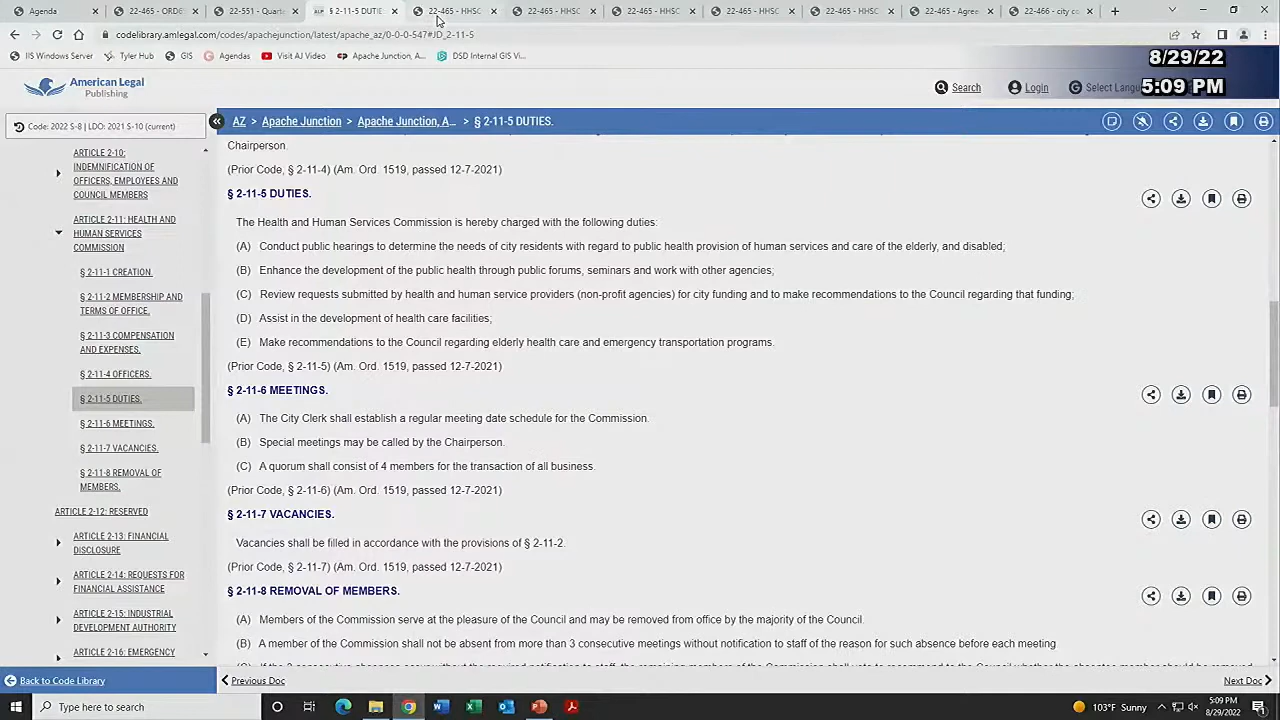 Agenda
22-465 - ORD#
22-551 - Quart
§ 2-11-5 DUTIE
22-465 - HHSC
22-465 - HHSC
22-465 - HHSC
22-465 - HHSC
22-465 - HHSC
22-465 - Agree
22-466 - city c
codelibrary.amlegal.com/codes/apachejunction/latest/apache_az/0-0-0-547#JD_2-11-5
IIS Windows Server
Tyler Hub
GIS
Agendas
Visit AJ Video
Apache Junction, A...
DSD Internal GIS Vi...
8/29/22
5:09 PM
American Legal
Publishing
Search
Login
Select Langu
Code: 2022 S-8 | LDO: 2021 S-10 (current)
AZ > Apache Junction > Apache Junction, A... > § 2-11-5 DUTIES.
ARTICLE 2-10:
INDEMNIFICATION OF
OFFICERS, EMPLOYEES AND
COUNCIL MEMBERS
ARTICLE 2-11: HEALTH AND
HUMAN SERVICES
COMMISSION
§ 2-11-1 CREATION.
§ 2-11-2 MEMBERSHIP AND
TERMS OF OFFICE.
§ 2-11-3 COMPENSATION
AND EXPENSES.
§ 2-11-4 OFFICERS.
§ 2-11-5 DUTIES.
§ 2-11-6 MEETINGS.
§ 2-11-7 VACANCIES.
§ 2-11-8 REMOVAL OF
MEMBERS.
ARTICLE 2-12: RESERVED
ARTICLE 2-13: FINANCIAL
DISCLOSURE
ARTICLE 2-14: REQUESTS FOR
FINANCIAL ASSISTANCE
ARTICLE 2-15: INDUSTRIAL
DEVELOPMENT AUTHORITY
ARTICLE 2-16: EMERGENCY
Back to Code Library
Chairperson.
(Prior Code, § 2-11-4) (Am. Ord. 1519, passed 12-7-2021)
§ 2-11-5 DUTIES.
The Health and Human Services Commission is hereby charged with the following duties:
(A) Conduct public hearings to determine the needs of city residents with regard to public health provision of human services and care of the elderly, and disabled;
(B) Enhance the development of the public health through public forums, seminars and work with other agencies;
(C) Review requests submitted by health and human service providers (non-profit agencies) for city funding and to make recommendations to the Council regarding that funding;
(D) Assist in the development of health care facilities;
(E) Make recommendations to the Council regarding elderly health care and emergency transportation programs.
(Prior Code, § 2-11-5) (Am. Ord. 1519, passed 12-7-2021)
§ 2-11-6 MEETINGS.
(A) The City Clerk shall establish a regular meeting date schedule for the Commission.
(B) Special meetings may be called by the Chairperson.
(C) A quorum shall consist of 4 members for the transaction of all business.
(Prior Code, § 2-11-6) (Am. Ord. 1519, passed 12-7-2021)
§ 2-11-7 VACANCIES.
Vacancies shall be filled in accordance with the provisions of § 2-11-2.
(Prior Code, § 2-11-7) (Am. Ord. 1519, passed 12-7-2021)
§ 2-11-8 REMOVAL OF MEMBERS.
(A) Members of the Commission serve at the pleasure of the Council and may be removed from office by the majority of the Council.
(B) A member of the Commission shall not be absent from more than 3 consecutive meetings without notification to staff of the reason for such absence before each meeting
Previous Doc
Next Doc
Type here to search
103°F Sunny
5:09 PM
8/29/2022